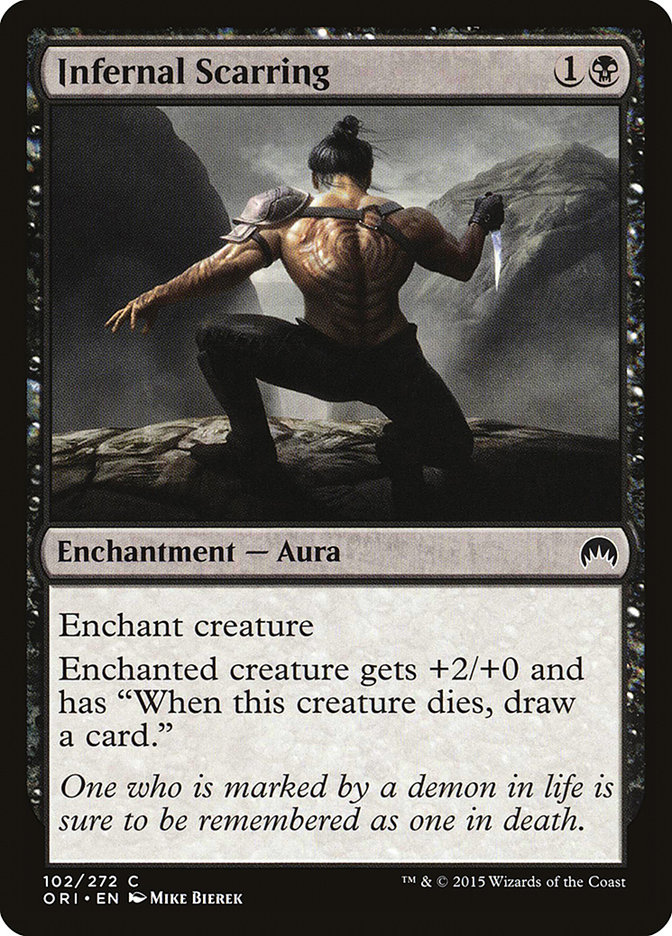 Infernal Scarring 1
Enchantment — Aura
Enchant creature
Enchanted creature gets +2/+0 and
has “When this creature dies, draw
a card.”
One who is marked by a demon in life is
sure to be remembered as one in death.
102/272 C
ORI • EN Mike Bierek
™ & © 2015 Wizards of the Coast